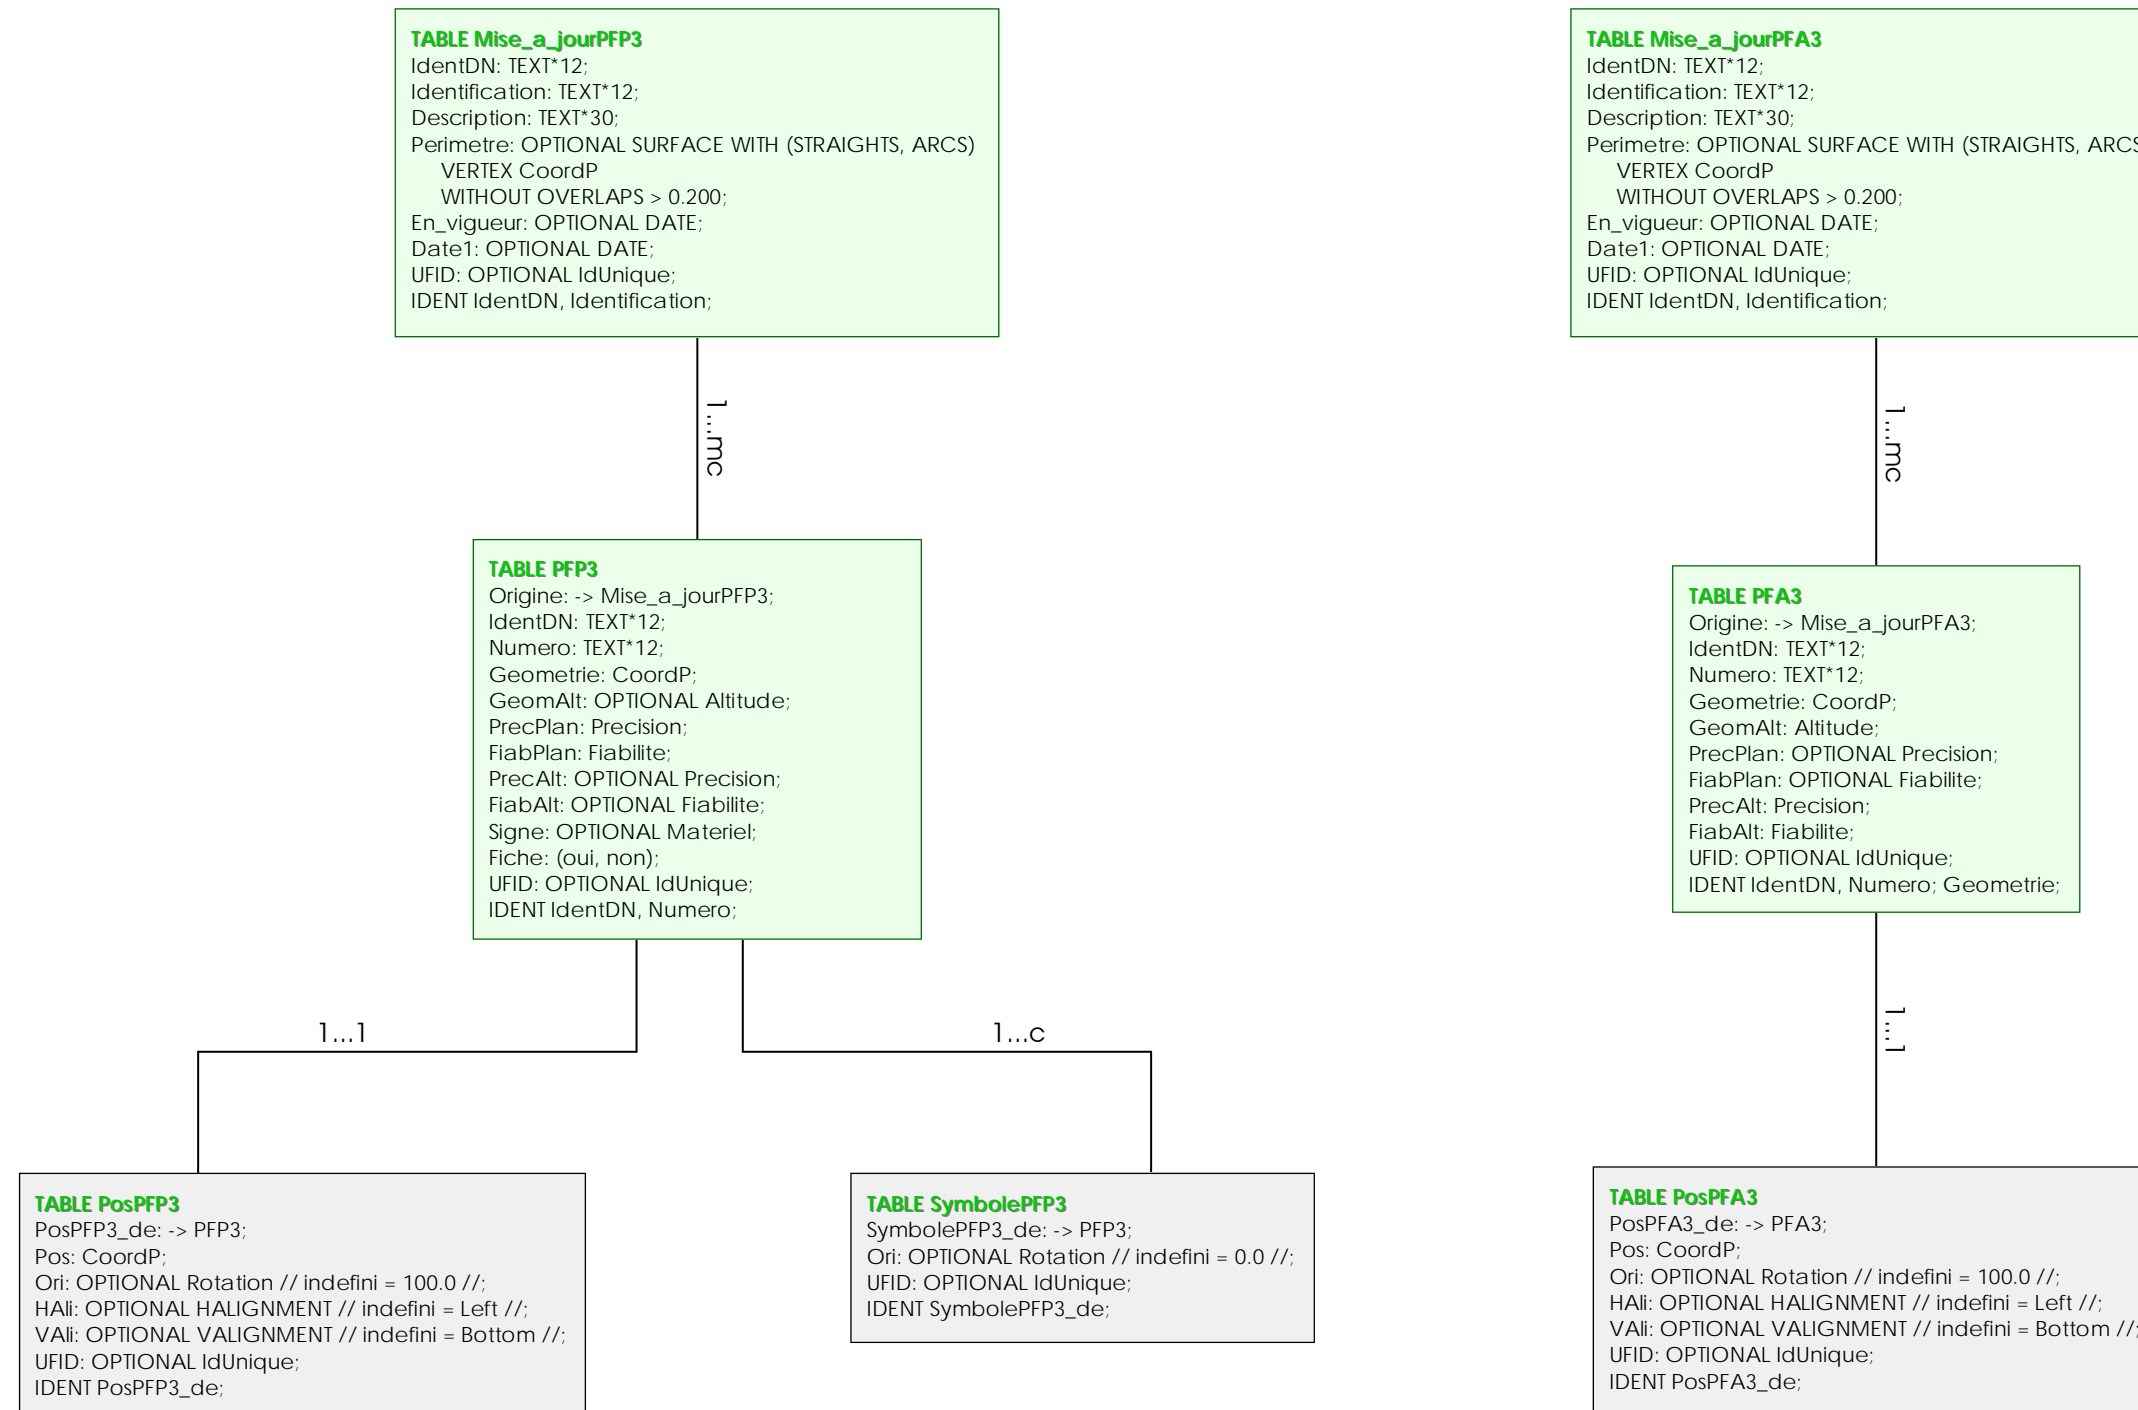 TABLE Mise_a_jourPFP3
IdentDN: TEXT*12;
Identification: TEXT*12;
Description: TEXT*30;
Perimetre: OPTIONAL SURFACE WITH (STRAIGHTS, ARCS)
VERTEX CoordP
WITHOUT OVERLAPS > 0.200;
En_vigueur: OPTIONAL DATE;
Date1: OPTIONAL DATE;
UFID: OPTIONAL IdUnique;
IDENT IdentDN, Identification;
1...mc
TABLE PFP3
Origine: -> Mise_a_jourPFP3;
IdentDN: TEXT*12;
Numero: TEXT*12;
Geometrie: CoordP;
GeomAlt: OPTIONAL Altitude;
PrecPlan: Precision;
FiabPlan: Fiabilite;
PrecAlt: OPTIONAL Precision;
FiabAlt: OPTIONAL Fiabilite;
Signe: OPTIONAL Materiel;
Fiche: (oui, non);
UFID: OPTIONAL IdUnique;
IDENT IdentDN, Numero;
1...1
1...c
TABLE PosPFP3
PosPFP3_de: -> PFP3;
Pos: CoordP;
Ori: OPTIONAL Rotation // indefini = 100.0 //;
HAli: OPTIONAL HALIGNMENT // indefini = Left //;
VAli: OPTIONAL VALIGNMENT // indefini = Bottom //;
UFID: OPTIONAL IdUnique;
IDENT PosPFP3_de;
TABLE SymbolePFP3
SymbolePFP3_de: -> PFP3;
Ori: OPTIONAL Rotation // indefini = 0.0 //;
UFID: OPTIONAL IdUnique;
IDENT SymbolePFP3_de;
TABLE Mise_a_jourPFA3
IdentDN: TEXT*12;
Identification: TEXT*12;
Description: TEXT*30;
Perimetre: OPTIONAL SURFACE WITH (STRAIGHTS, ARCS
VERTEX CoordP
WITHOUT OVERLAPS > 0.200;
En_vigueur: OPTIONAL DATE;
Date1: OPTIONAL DATE;
UFID: OPTIONAL IdUnique;
IDENT IdentDN, Identification;
1...mc
TABLE PFA3
Origine: -> Mise_a_jourPFA3;
IdentDN: TEXT*12;
Numero: TEXT*12;
Geometrie: CoordP;
GeomAlt: Altitude;
PrecPlan: OPTIONAL Precision;
FiabPlan: OPTIONAL Fiabilite;
PrecAlt: Precision;
FiabAlt: Fiabilite;
UFID: OPTIONAL IdUnique;
IDENT IdentDN, Numero; Geometrie;
1...1
TABLE PosPFA3
PosPFA3_de: -> PFA3;
Pos: CoordP;
Ori: OPTIONAL Rotation // indefini = 100.0 //;
HAli: OPTIONAL HALIGNMENT // indefini = Left //;
VAli: OPTIONAL VALIGNMENT // indefini = Bottom //;
UFID: OPTIONAL IdUnique;
IDENT PosPFA3_de;